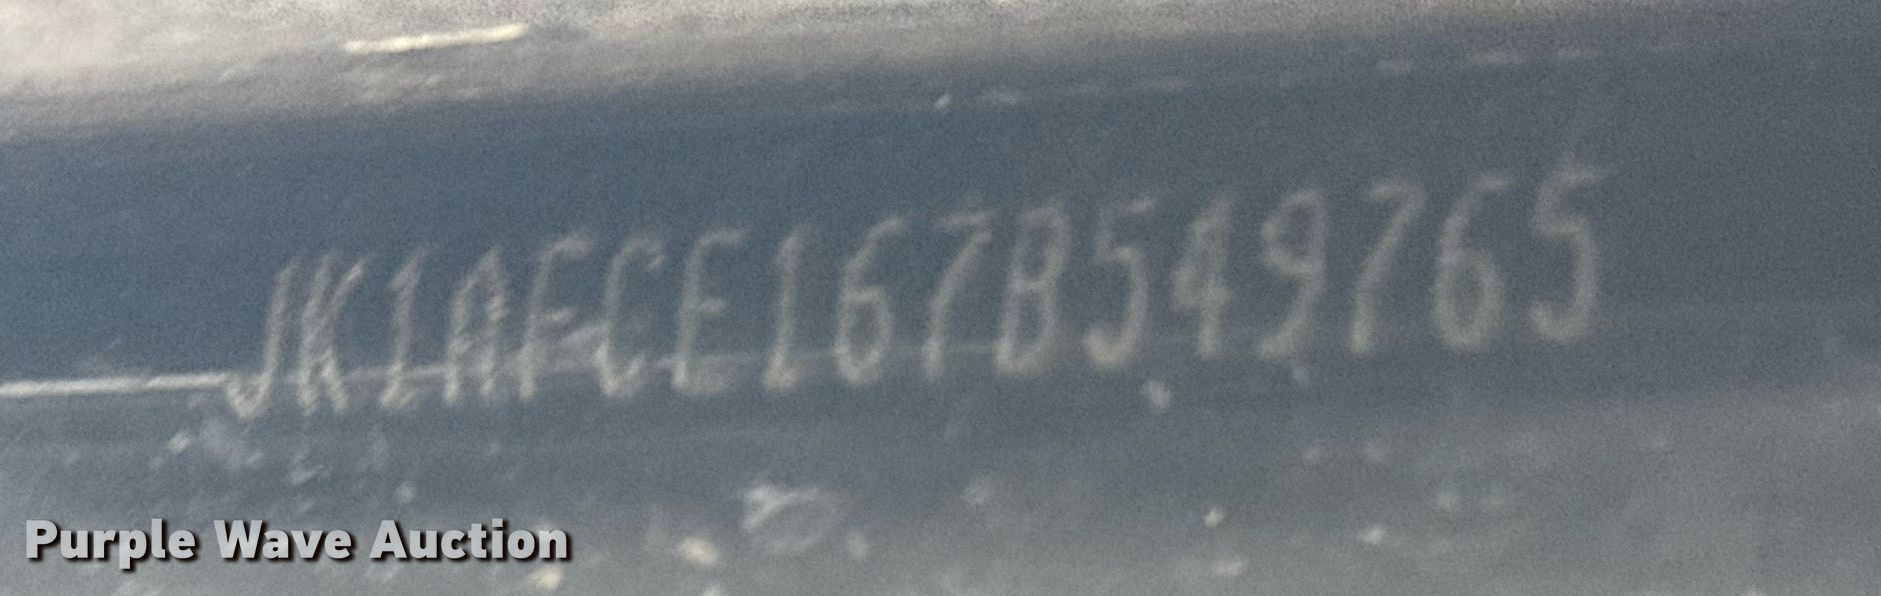 JK1AFCE167B549765
Purple Wave Auction